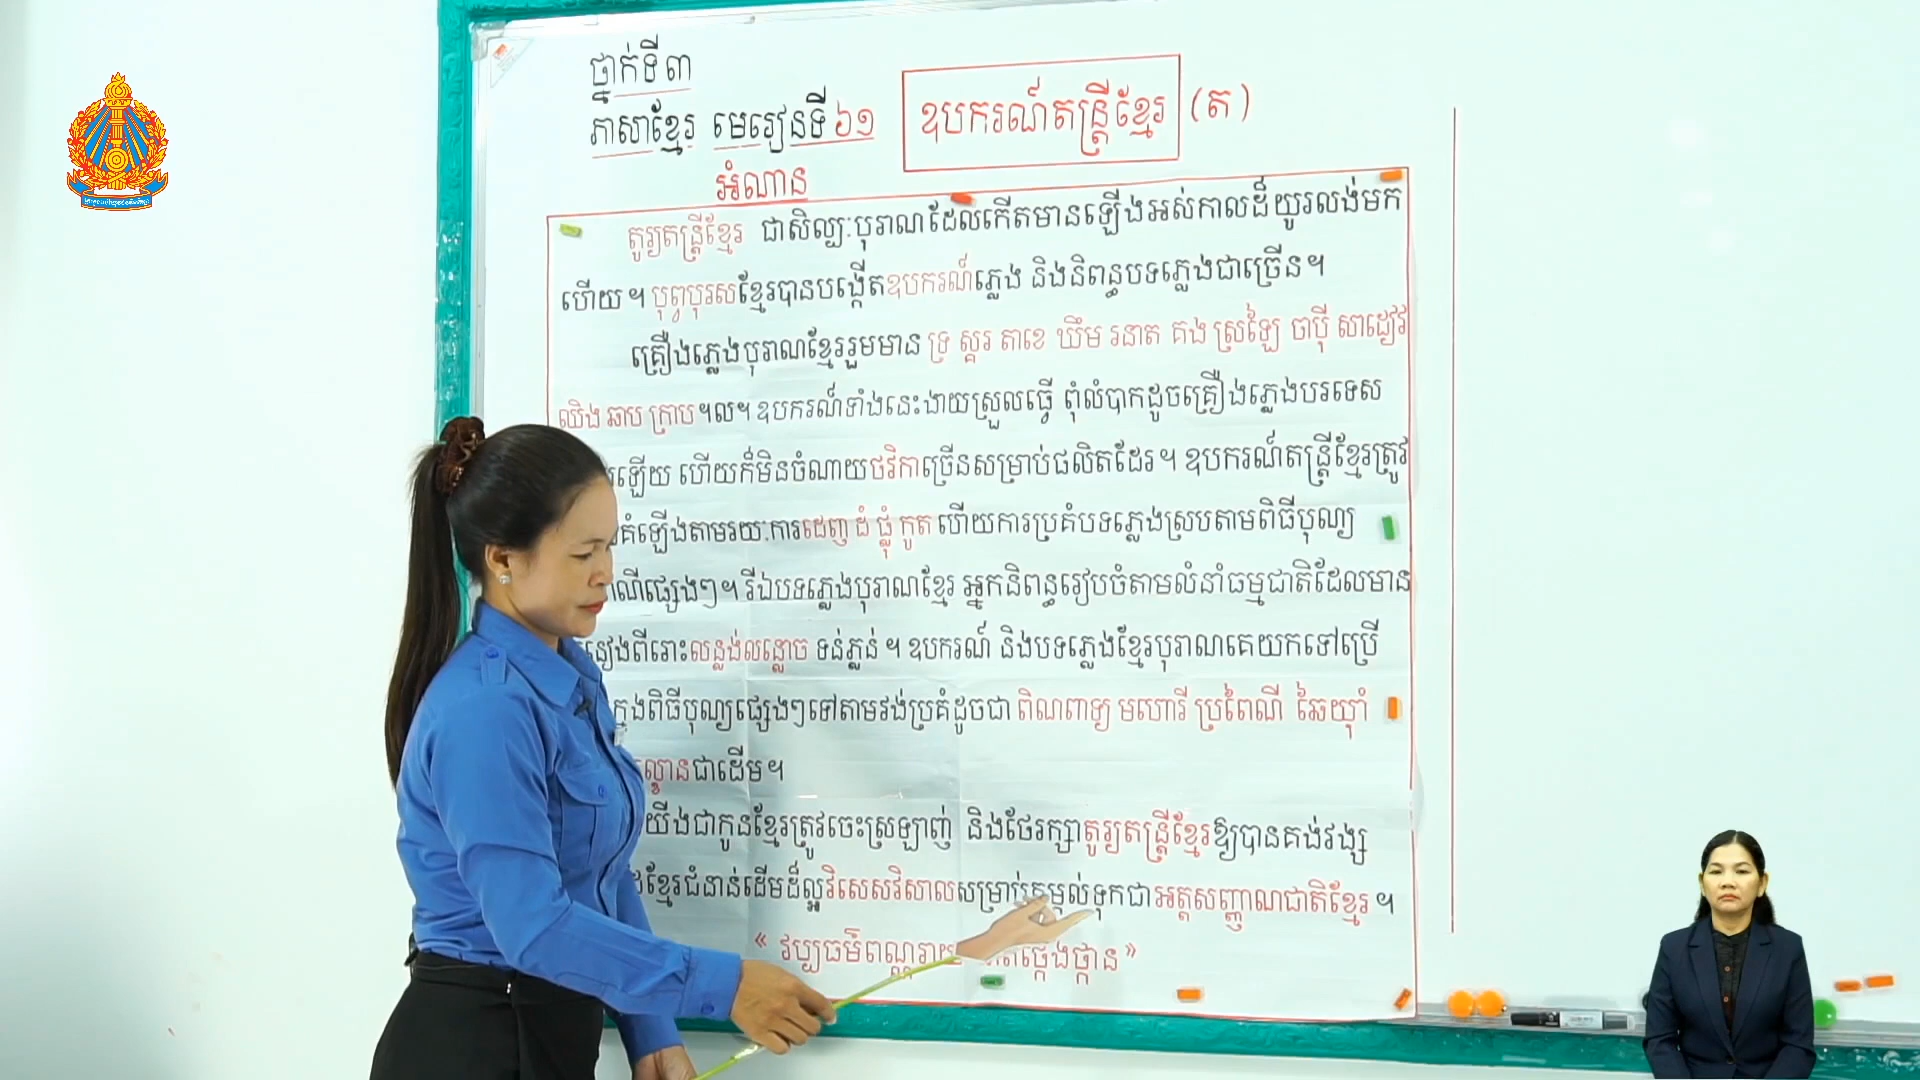 ថ្នាក់ទី៣
ភាសាខ្មែរ មេរៀនទី ៦១ ឧបករណ៍តន្ត្រីខ្មែរ (ត)
អំណាន
តូរ្យតន្ត្រីខ្មែរ ជាសិល្បៈបុរាណដែលកើតមានឡើងអស់កាលដ៏យូរលង់មក
ហើយ។ បុព្វបុរសខ្មែរបានបង្កើតឧបករណ៍ភ្លេង និងនិពន្ធបទភ្លេងជាច្រើន។
គ្រឿងភ្លេងបុរាណខ្មែររួមមាន ទ្រ ស្គរ តាខេ ឃឹម រនាត គង ស្រឡៃ ចាប៉ី សាដៀវ
ឈិង ឆាប ក្រាប។ល។ ឧបករណ៍ទាំងនេះងាយស្រួលធ្វើ ពុំលំបាកដូចគ្រឿងភ្លេងបរទេស
ឡើយ ហើយក៏មិនចំណាយថវិកាច្រើនសម្រាប់ផលិតដែរ។ ឧបករណ៍តន្ត្រីខ្មែរត្រូវ
គំឡើងតាមរយៈការដេញ ដំ ផ្លុំ កូត ហើយការប្រគំបទភ្លេងស្របតាមពិធីបុណ្យ
ណីផ្សេងៗ។ រីឯបទភ្លេងបុរាណខ្មែរ អ្នកនិពន្ធរៀបចំតាមលំនាំធម្មជាតិដែលមាន
នៀងពីរោះលន្លង់លន្លោច ទន់ភ្លន់។ ឧបករណ៍ និងបទភ្លេងខ្មែរបុរាណគេយកទៅប្រើ
ក្នុងពិធីបុណ្យផ្សេងៗទៅតាមវង់ប្រគំដូចជា ពិណពាទ្យ មហោរី ប្រពៃណី ឆៃយ៉ាំ
ល្ខោនជាដើម។
យើងជាកូនខ្មែរត្រូវចេះស្រឡាញ់ និងថែរក្សាតូរ្យតន្ត្រីខ្មែរឱ្យបានគង់វង្ស
ខ្មែរជំនាន់ដើមដ៏ល្អវិសេសវិសាលសម្រាប់តម្កល់ទុកជាអត្តសញ្ញាណជាតិខ្មែរ។
« វប្បធម៌ពណ្ណរាយ ថ្កើងថ្កាន »